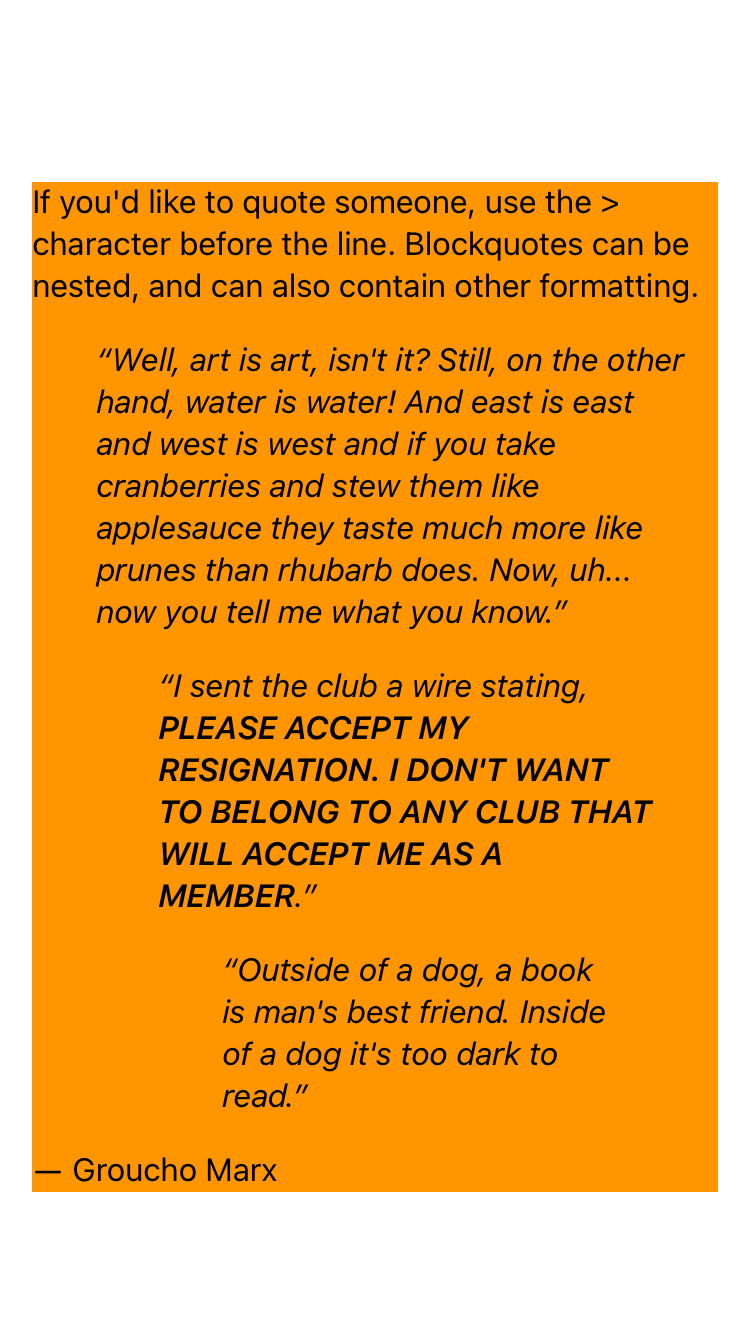 If you'd like to quote someone, use the >
character before the line. Blockquotes can be
nested, and can also contain other formatting.
“Well, art is art, isn't it? Still, on the other
hand, water is water! And east is east
and west is west and if you take
cranberries and stew them like
applesauce they taste much more like
prunes than rhubarb does. Now, uh...
now you tell me what you know.”
“I sent the club a wire stating,
PLEASE ACCEPT MY
RESIGNATION. I DON'T WANT
TO BELONG TO ANY CLUB THAT
WILL ACCEPT ME AS A
MEMBER.”
“Outside of a dog, a book
is man's best friend. Inside
of a dog it's too dark to
read.”
— Groucho Marx